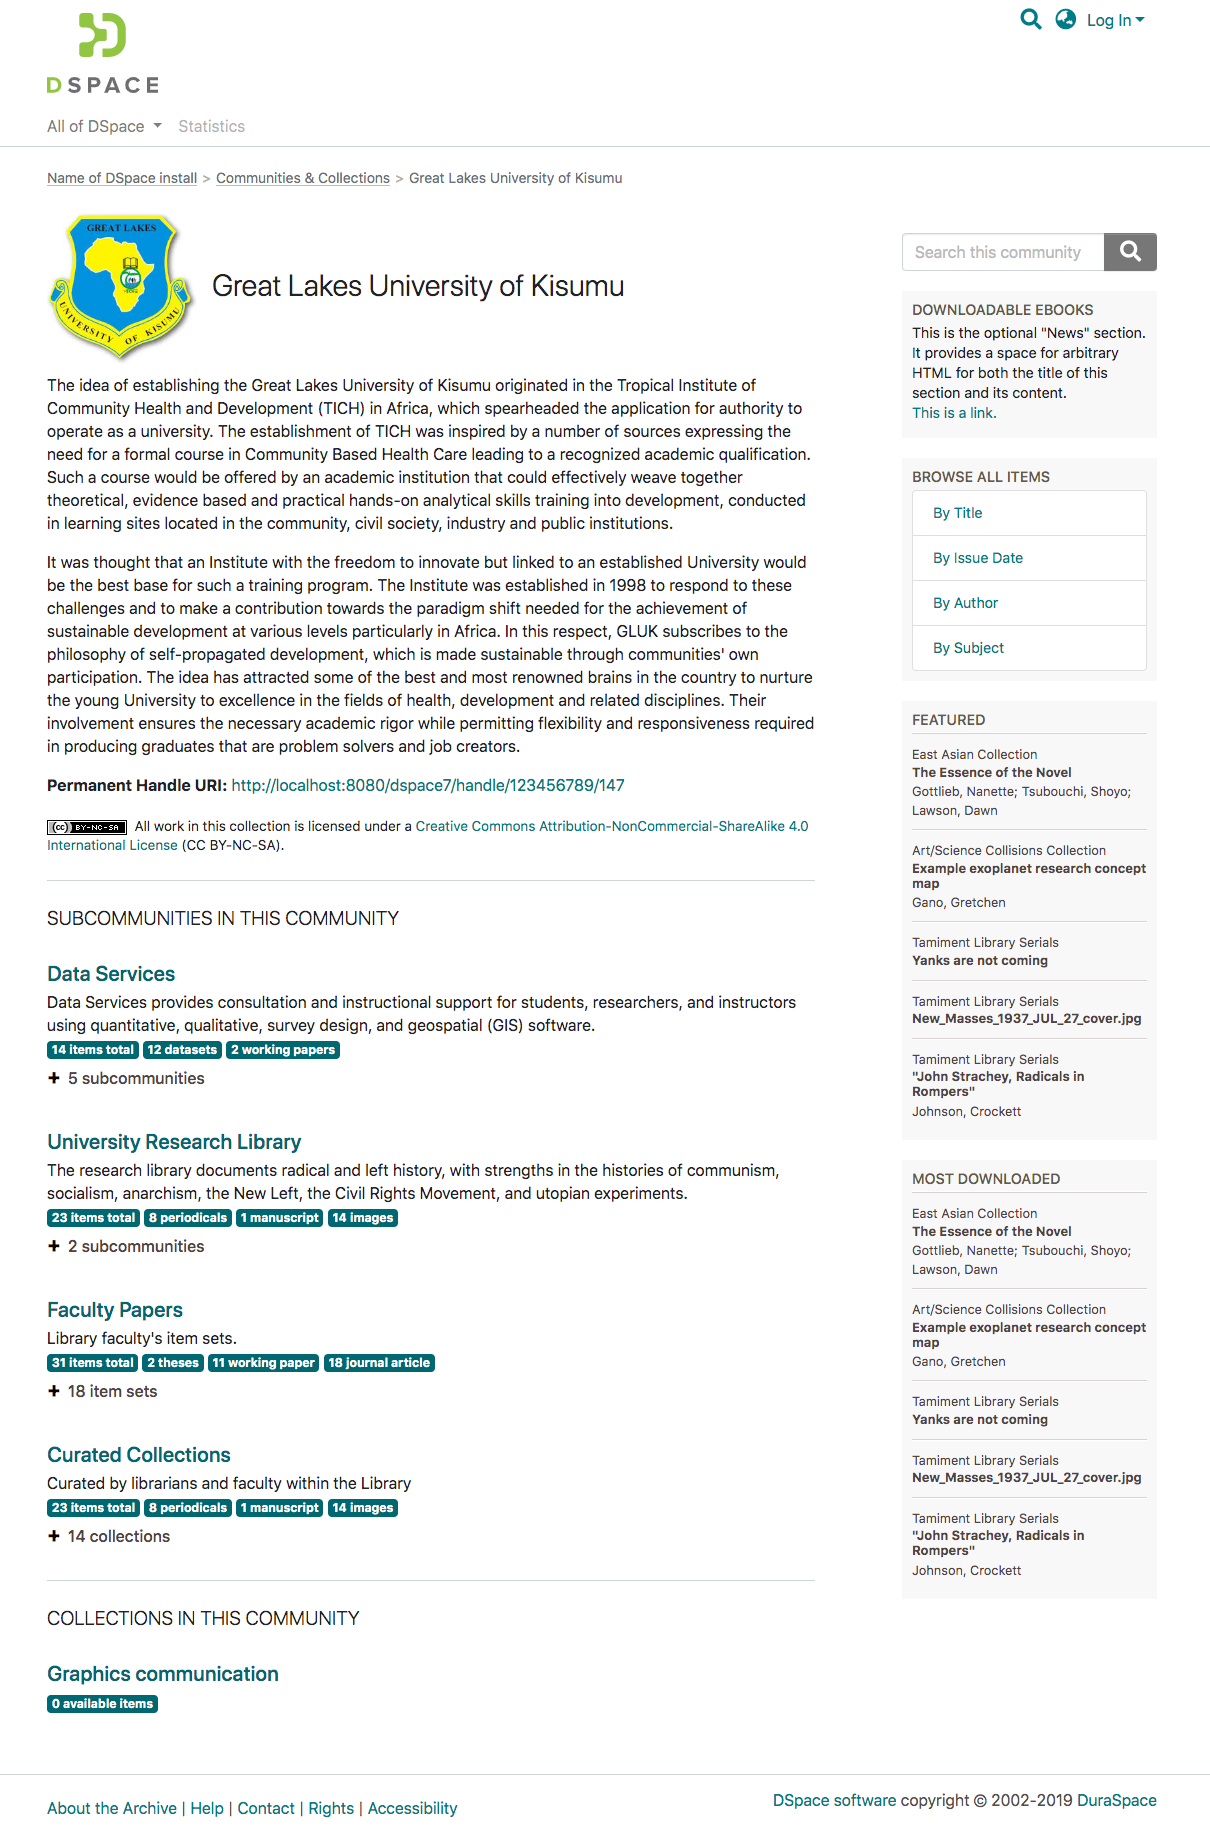 DSPACE
Log In
All of DSpace
Statistics
Name of DSpace install > Communities & Collections > Great Lakes University of Kisumu
GREAT LAKES
UNIVERSITY OF KISUMU
Great Lakes University of Kisumu
The idea of establishing the Great Lakes University of Kisumu originated in the Tropical Institute of
Community Health and Development (TICH) in Africa, which spearheaded the application for authority to
operate as a university. The establishment of TICH was inspired by a number of sources expressing the
need for a formal course in Community Based Health Care leading to a recognized academic qualification.
Such a course would be offered by an academic institution that could effectively weave together
theoretical, evidence based and practical hands-on analytical skills training into development, conducted
in learning sites located in the community, civil society, industry and public institutions.
It was thought that an Institute with the freedom to innovate but linked to an established University would
be the best base for such a training program. The Institute was established in 1998 to respond to these
challenges and to make a contribution towards the paradigm shift needed for the achievement of
sustainable development at various levels particularly in Africa. In this respect, GLUK subscribes to the
philosophy of self-propagated development, which is made sustainable through communities' own
participation. The idea has attracted some of the best and most renowned brains in the country to nurture
the young University to excellence in the fields of health, development and related disciplines. Their
involvement ensures the necessary academic rigor while permitting flexibility and responsiveness required
in producing graduates that are problem solvers and job creators.
Permanent Handle URI: http://localhost:8080/dspace7/handle/123456789/147
(cc) BY-NC-SA All work in this collection is licensed under a Creative Commons Attribution-NonCommercial-ShareAlike 4.0
International License (CC BY-NC-SA).
SUBCOMMUNITIES IN THIS COMMUNITY
Data Services
Data Services provides consultation and instructional support for students, researchers, and instructors
using quantitative, qualitative, survey design, and geospatial (GIS) software.
14 items total 12 datasets 2 working papers
+ 5 subcommunities
University Research Library
The research library documents radical and left history, with strengths in the histories of communism,
socialism, anarchism, the New Left, the Civil Rights Movement, and utopian experiments.
23 items total 8 periodicals 1 manuscript 14 images
+ 2 subcommunities
Faculty Papers
Library faculty's item sets.
31 items total 2 theses 11 working paper 18 journal article
+ 18 item sets
Curated Collections
Curated by librarians and faculty within the Library
23 items total 8 periodicals 1 manuscript 14 images
+ 14 collections
COLLECTIONS IN THIS COMMUNITY
Graphics communication
0 available items
Search this community
DOWNLOADABLE EBOOKS
This is the optional "News" section.
It provides a space for arbitrary
HTML for both the title of this
section and its content.
This is a link.
BROWSE ALL ITEMS
By Title
By Issue Date
By Author
By Subject
FEATURED
East Asian Collection
The Essence of the Novel
Gottlieb, Nanette; Tsubouchi, Shoyo;
Lawson, Dawn
Art/Science Collisions Collection
Example exoplanet research concept
map
Gano, Gretchen
Tamiment Library Serials
Yanks are not coming
Tamiment Library Serials
New_Masses_1937_JUL_27_cover.jpg
Tamiment Library Serials
"John Strachey, Radicals in
Rompers"
Johnson, Crockett
MOST DOWNLOADED
East Asian Collection
The Essence of the Novel
Gottlieb, Nanette; Tsubouchi, Shoyo;
Lawson, Dawn
Art/Science Collisions Collection
Example exoplanet research concept
map
Gano, Gretchen
Tamiment Library Serials
Yanks are not coming
Tamiment Library Serials
New_Masses_1937_JUL_27_cover.jpg
Tamiment Library Serials
"John Strachey, Radicals in
Rompers"
Johnson, Crockett
About the Archive | Help | Contact | Rights | Accessibility
DSpace software copyright © 2002-2019 DuraSpace